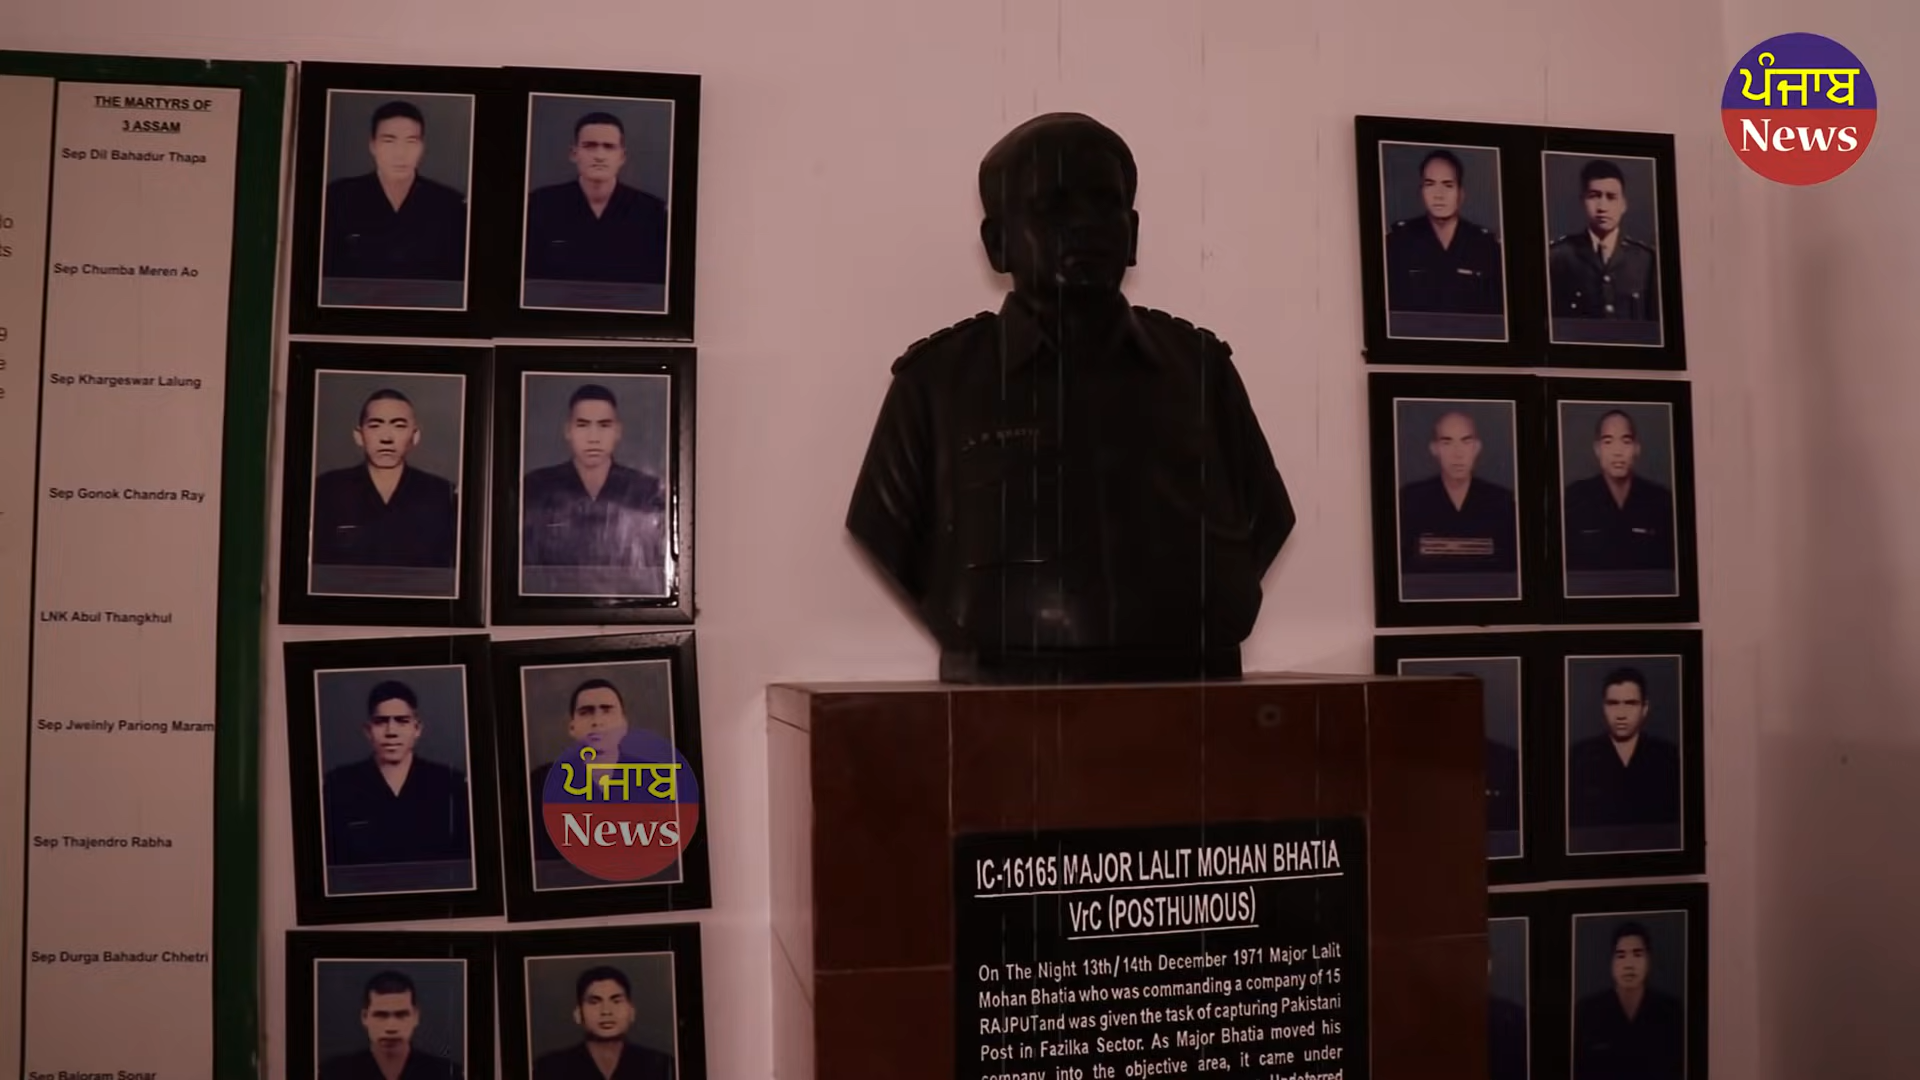 THE MARTYRS OF
3 ASSAM
Sep Dil Bahadur Thapa
Sep Chumba Meren Ao
Sep Khargeswar Lalung
Sep Gonok Chandra Ray
LNK Abul Thangkhul
Sep Jweinly Pariong Maram
Sep Thajendro Rabha
Sep Durga Bahadur Chhetri
Sep Baloram Sonar
ਪੰਜਾਬ
News
IC-16165 MAJOR LALIT MOHAN BHATIA
VrC (POSTHUMOUS)
On The Night 13th/14th December 1971 Major Lalit
Mohan Bhatia who was commanding a company of 15
RAJPUTand was given the task of capturing Pakistani
Post in Fazilka Sector. As Major Bhatia moved his
company into the objective area, it came under
Undeterred
ਪੰਜਾਬ
News